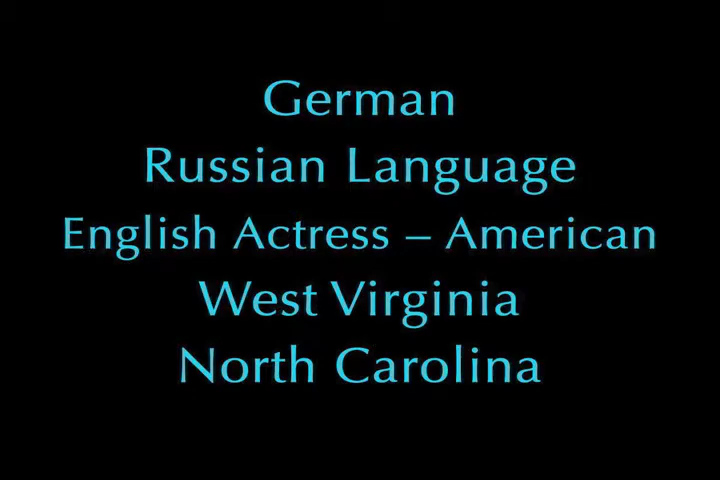 German
Russian Language
English Actress – American
West Virginia
North Carolina